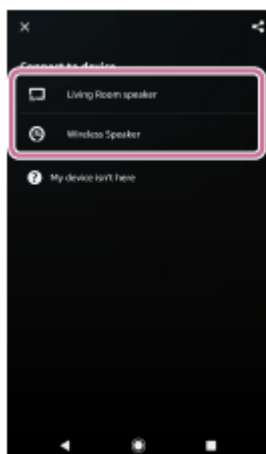 Connect to device
Living Room speaker
Wireless Speaker
My device isn't here